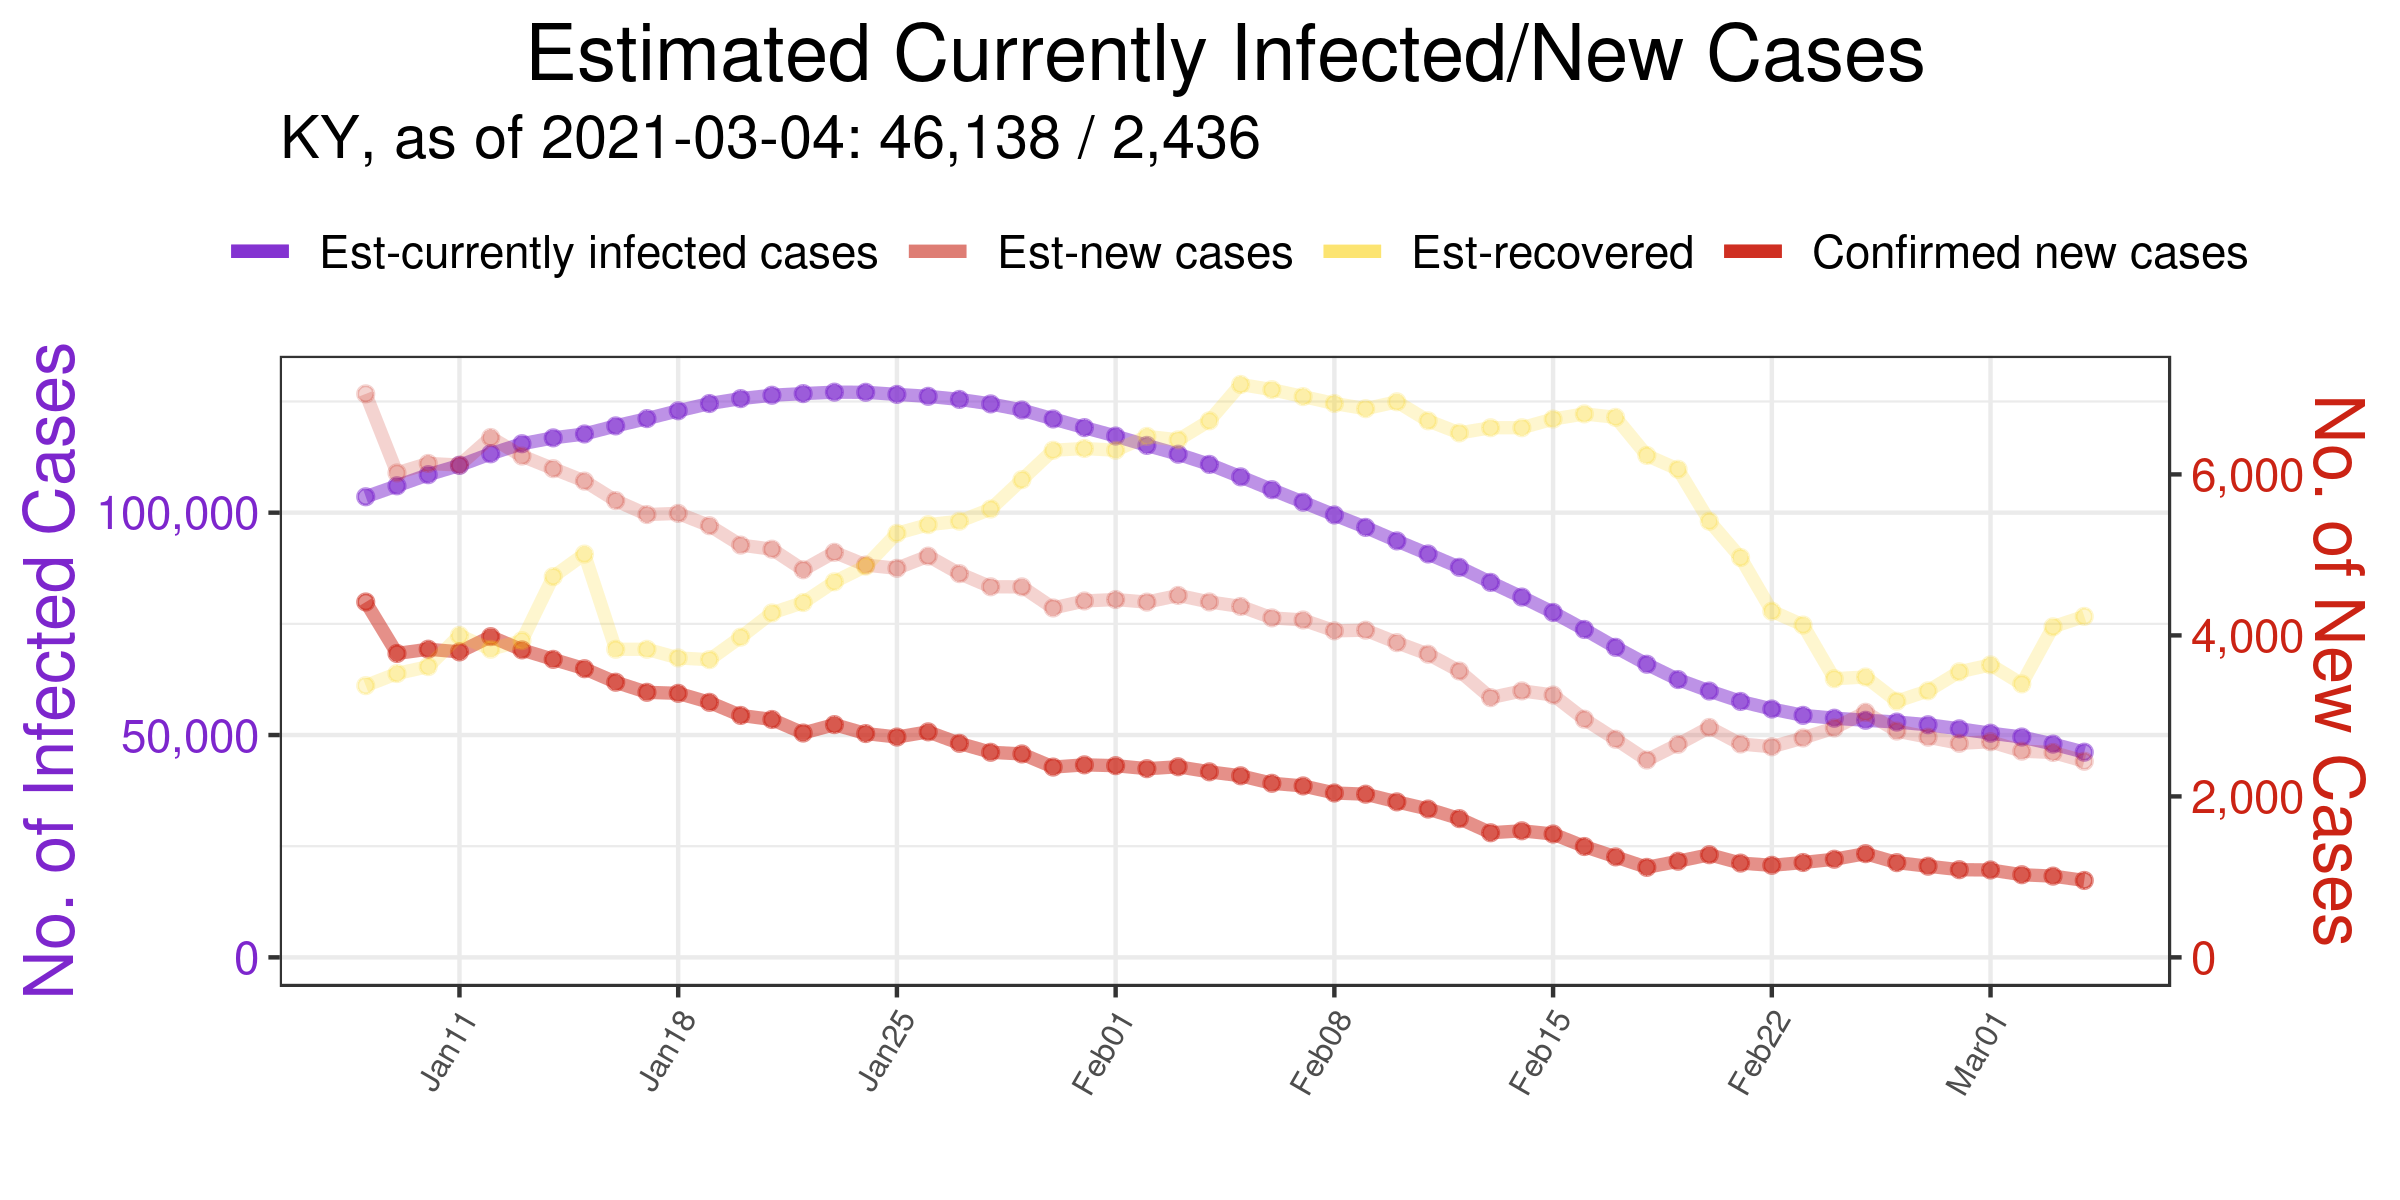 Estimated Currently Infected/New Cases
KY, as of 2021-03-04: 46,138 / 2,436
Est-currently infected cases Est-new cases Est-recovered Confirmed new cases
No. of Infected Cases
100,000
50,000
0
6,000
4,000
2,000
0
No. of New Cases
Jan11 Jan18 Jan25 Feb01 Feb08 Feb15 Feb22 Mar01